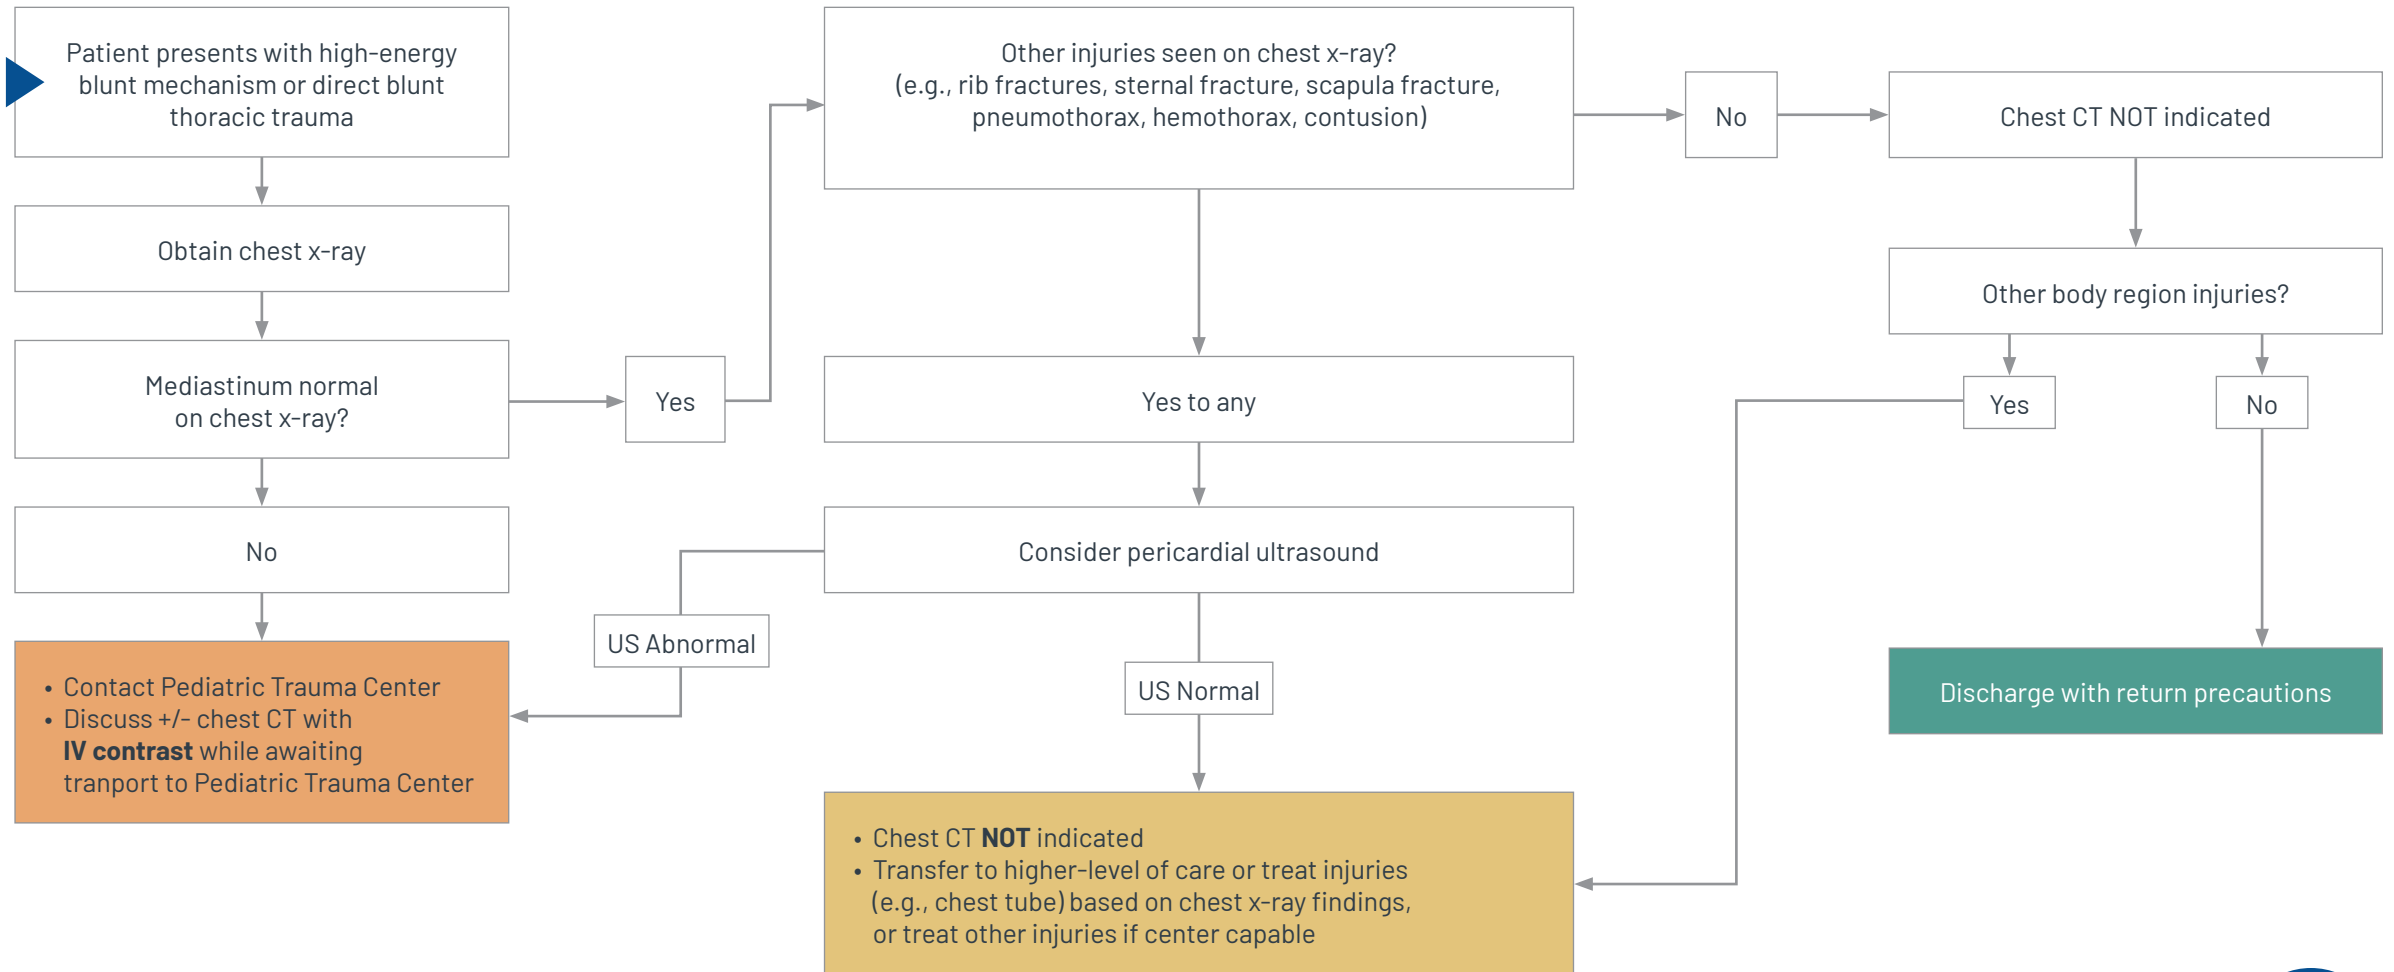 Patient presents with high-energy
blunt mechanism or direct blunt
thoracic trauma
Obtain chest x-ray
Mediastinum normal
on chest x-ray?
Yes
No
• Contact Pediatric Trauma Center
• Discuss +/- chest CT with
IV contrast while awaiting
tranport to Pediatric Trauma Center
Other injuries seen on chest x-ray?
(e.g., rib fractures, sternal fracture, scapula fracture,
pneumothorax, hemothorax, contusion)
Yes to any
Consider pericardial ultrasound
US Abnormal
US Normal
• Chest CT NOT indicated
• Transfer to higher-level of care or treat injuries
(e.g., chest tube) based on chest x-ray findings,
or treat other injuries if center capable
No
Chest CT NOT indicated
Other body region injuries?
Yes
No
Discharge with return precautions